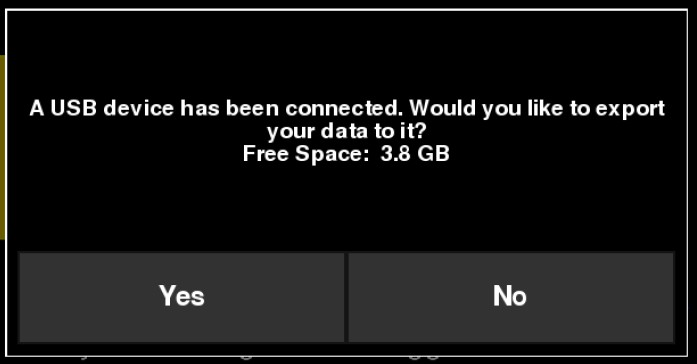 A USB device has been connected. Would you like to export
your data to it?
Free Space: 3.8 GB
Yes
No